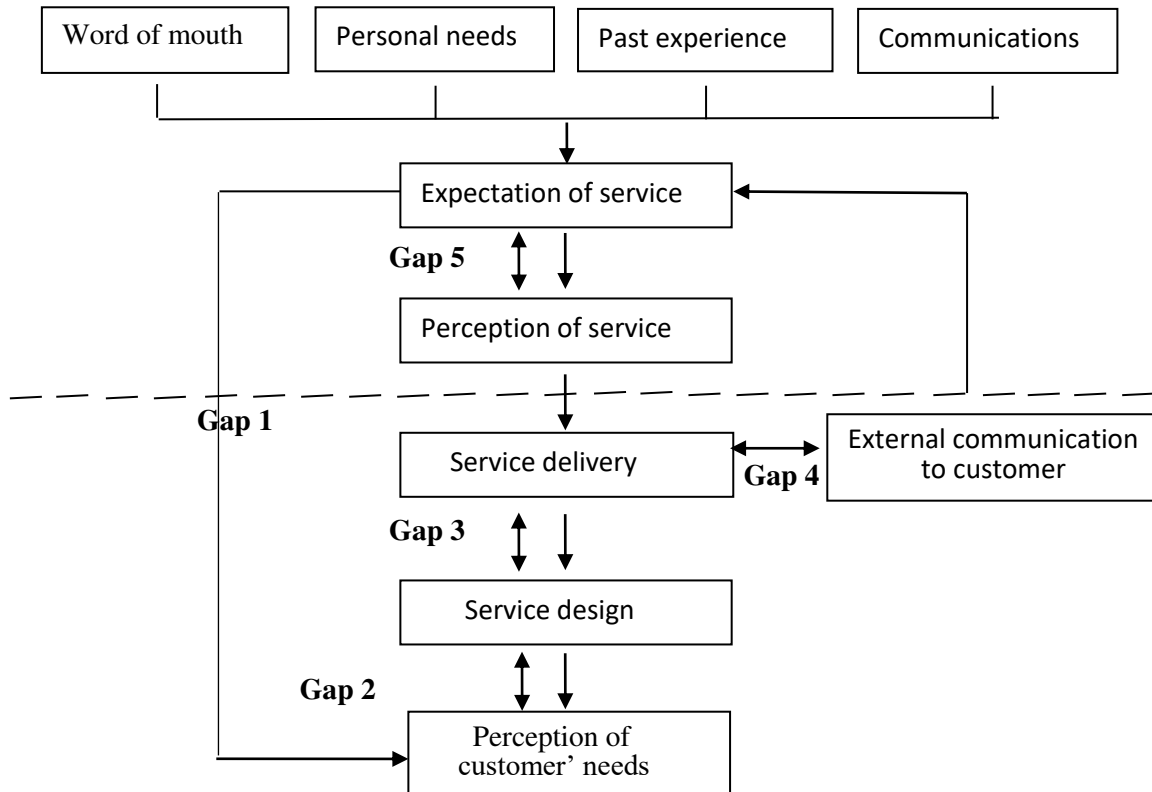 Word of mouth
Personal needs
Past experience
Communications
Expectation of service
Gap 5
Perception of service
Gap 1
Service delivery
Gap 4
External communication
to customer
Gap 3
Service design
Gap 2
Perception of
customer’ needs